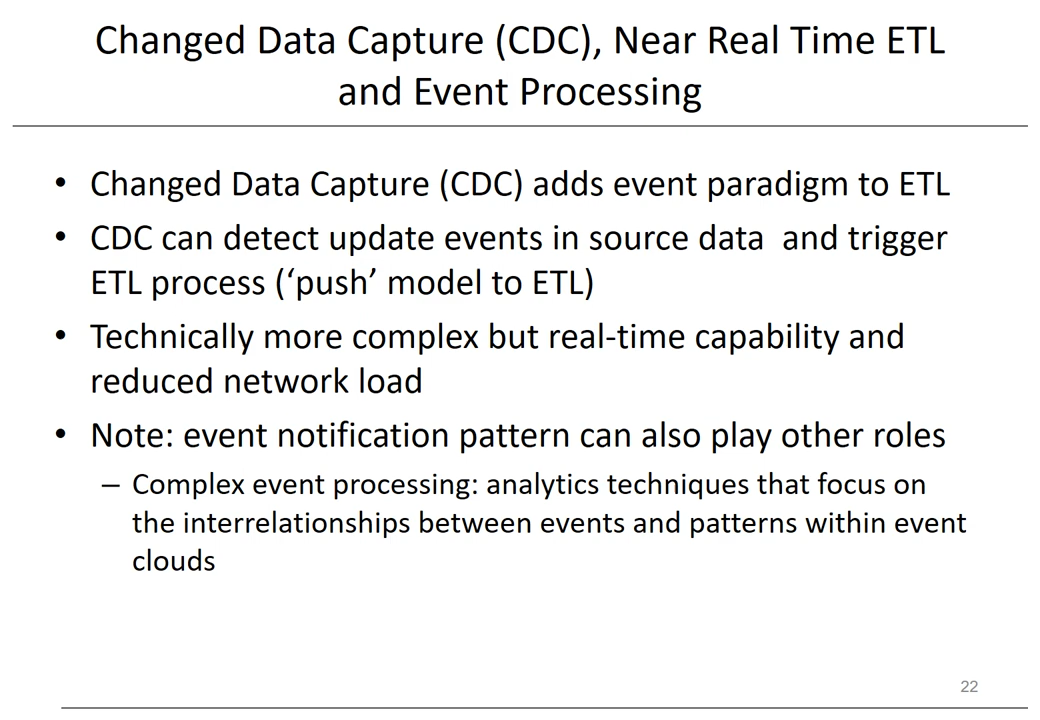 Changed Data Capture (CDC), Near Real Time ETL
and Event Processing
• Changed Data Capture (CDC) adds event paradigm to ETL
• CDC can detect update events in source data  and trigger
ETL process (‘push’ model to ETL)
• Technically more complex but real-time capability and
reduced network load
• Note: event notification pattern can also play other roles
– Complex event processing: analytics techniques that focus on
the interrelationships between events and patterns within event
clouds
22